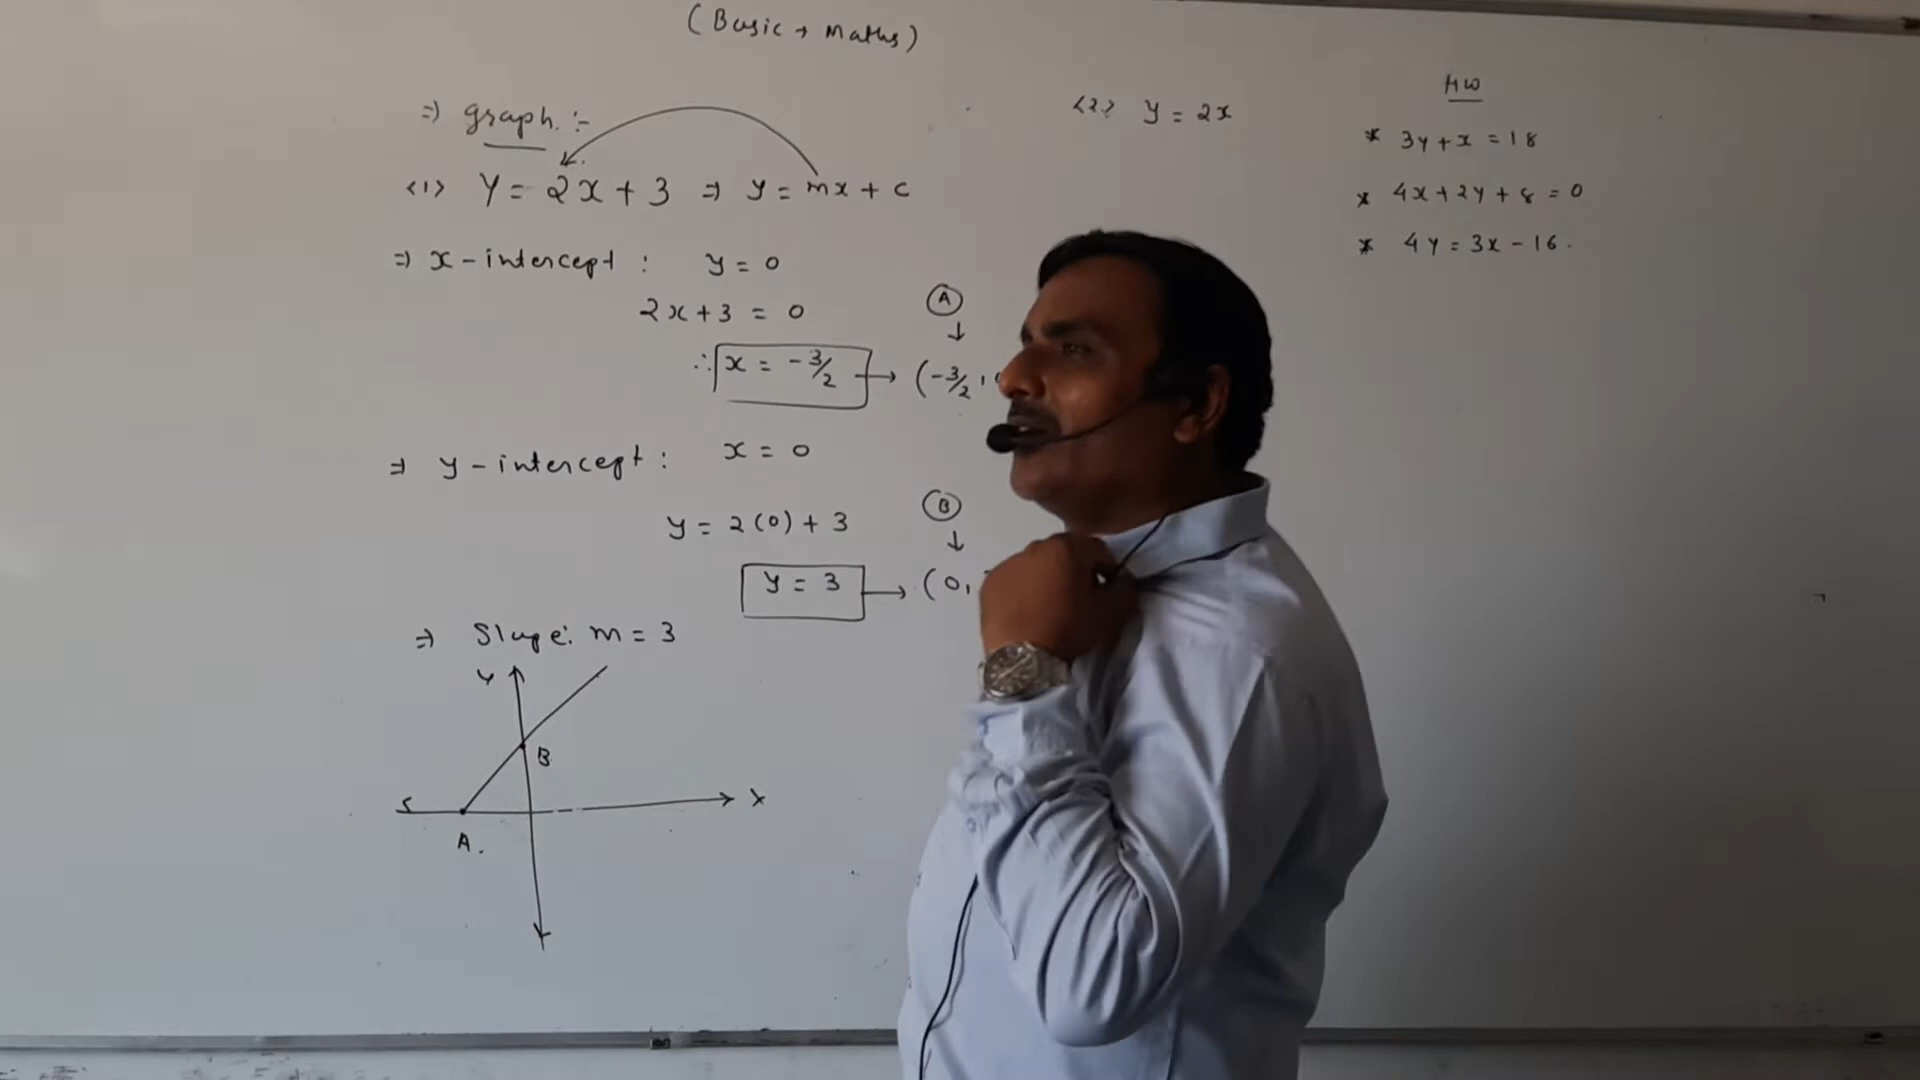 (Basic → Maths)
⇒ graph :-
<1> Y = 2x + 3 ⇒ y = mx + c
⇒ x-intercept : y = 0
2x + 3 = 0
∴ x = -3/2 → (-3/2,
A
↓
⇒ y-intercept : x = 0
y = 2(0) + 3
y = 3 → (0,
B
↓
⇒ Slope: m = 3
Y
B
X
A.
<2> y = 2x
HW
* 3y + x = 18
* 4x + 2y + 8 = 0
* 4y = 3x - 16.